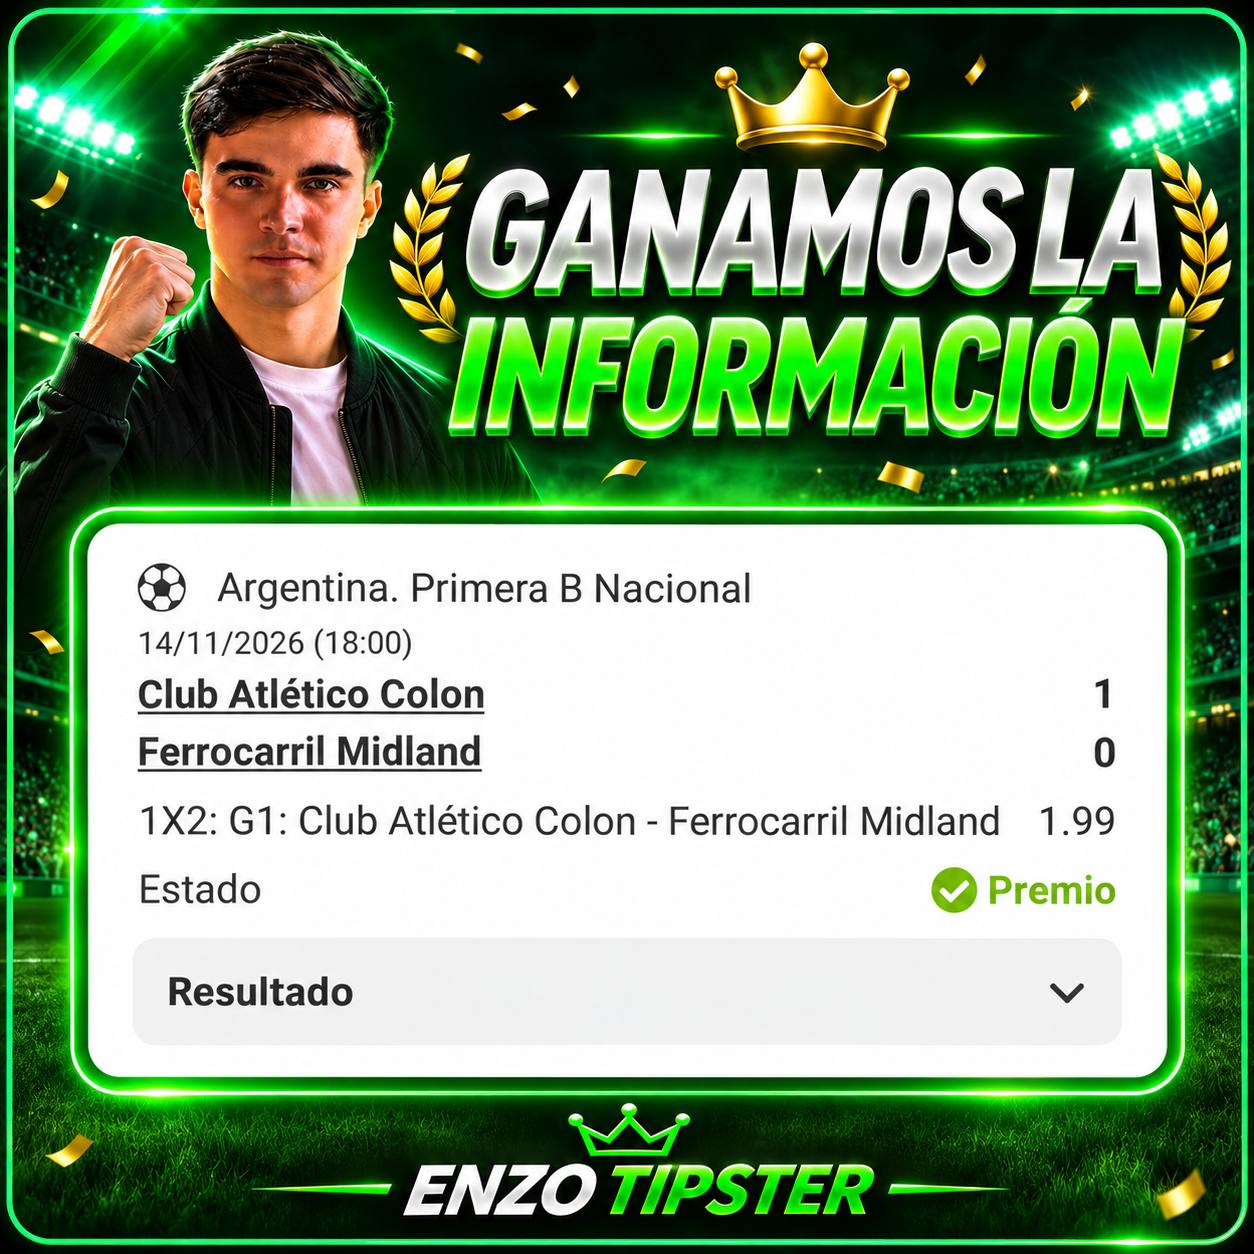 GANAMOS LA
INFORMACIÓN
Argentina. Primera B Nacional
14/11/2026 (18:00)
Club Atlético Colon 1
Ferrocarril Midland 0
1X2: G1: Club Atlético Colon - Ferrocarril Midland 1.99
Estado Premio
Resultado
ENZO TIPSTER